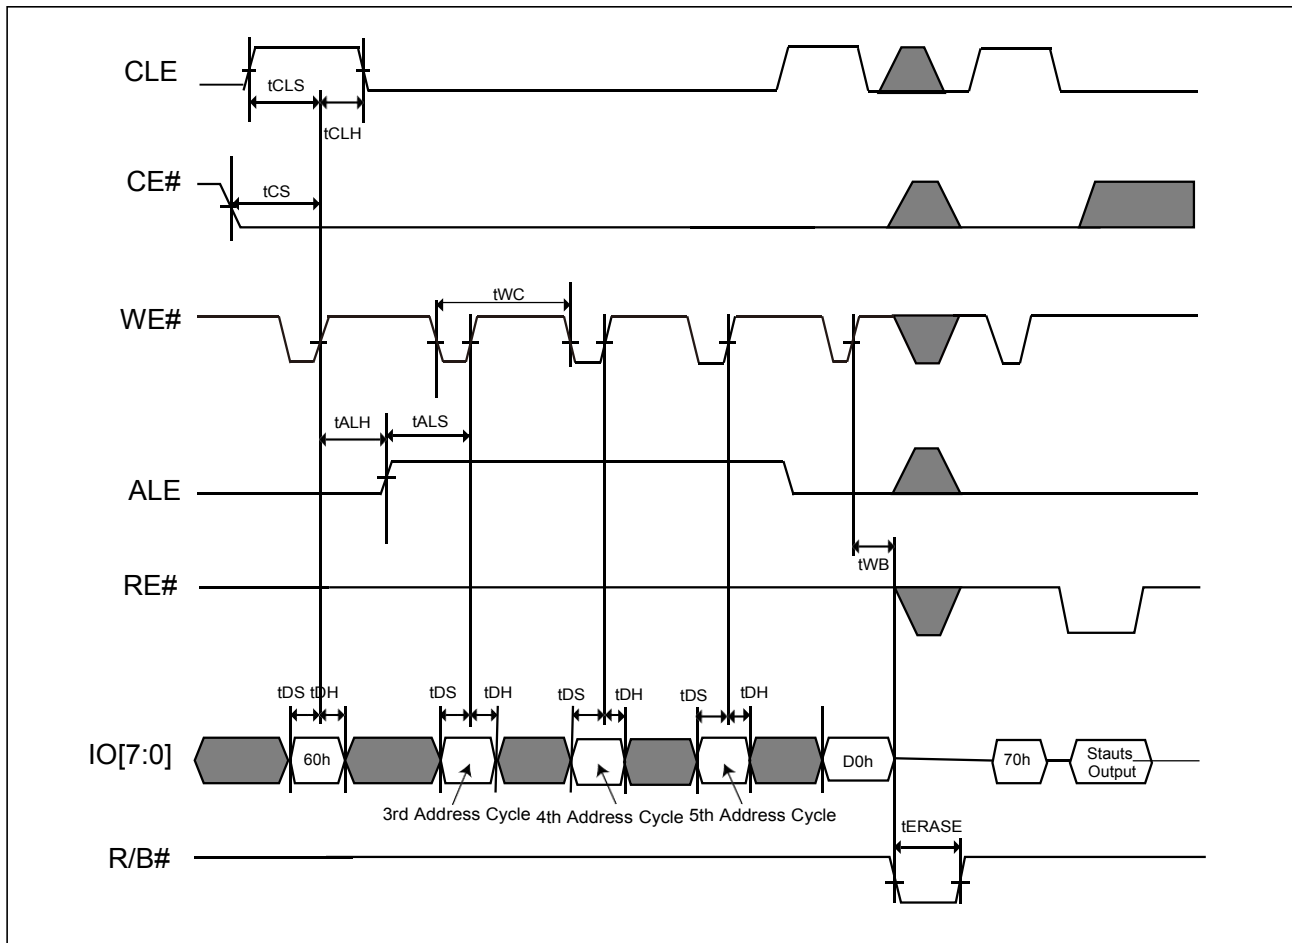 CLE
tCLS
tCLH
CE#
tCS
WE#
tWC
tALH
tALS
ALE
tWB
RE#
tDS tDH tDS tDH tDS tDH tDS tDH
IO[7:0]
60h
D0h
70h
Stauts
Output
3rd Address Cycle 4th Address Cycle 5th Address Cycle
tERASE
R/B#